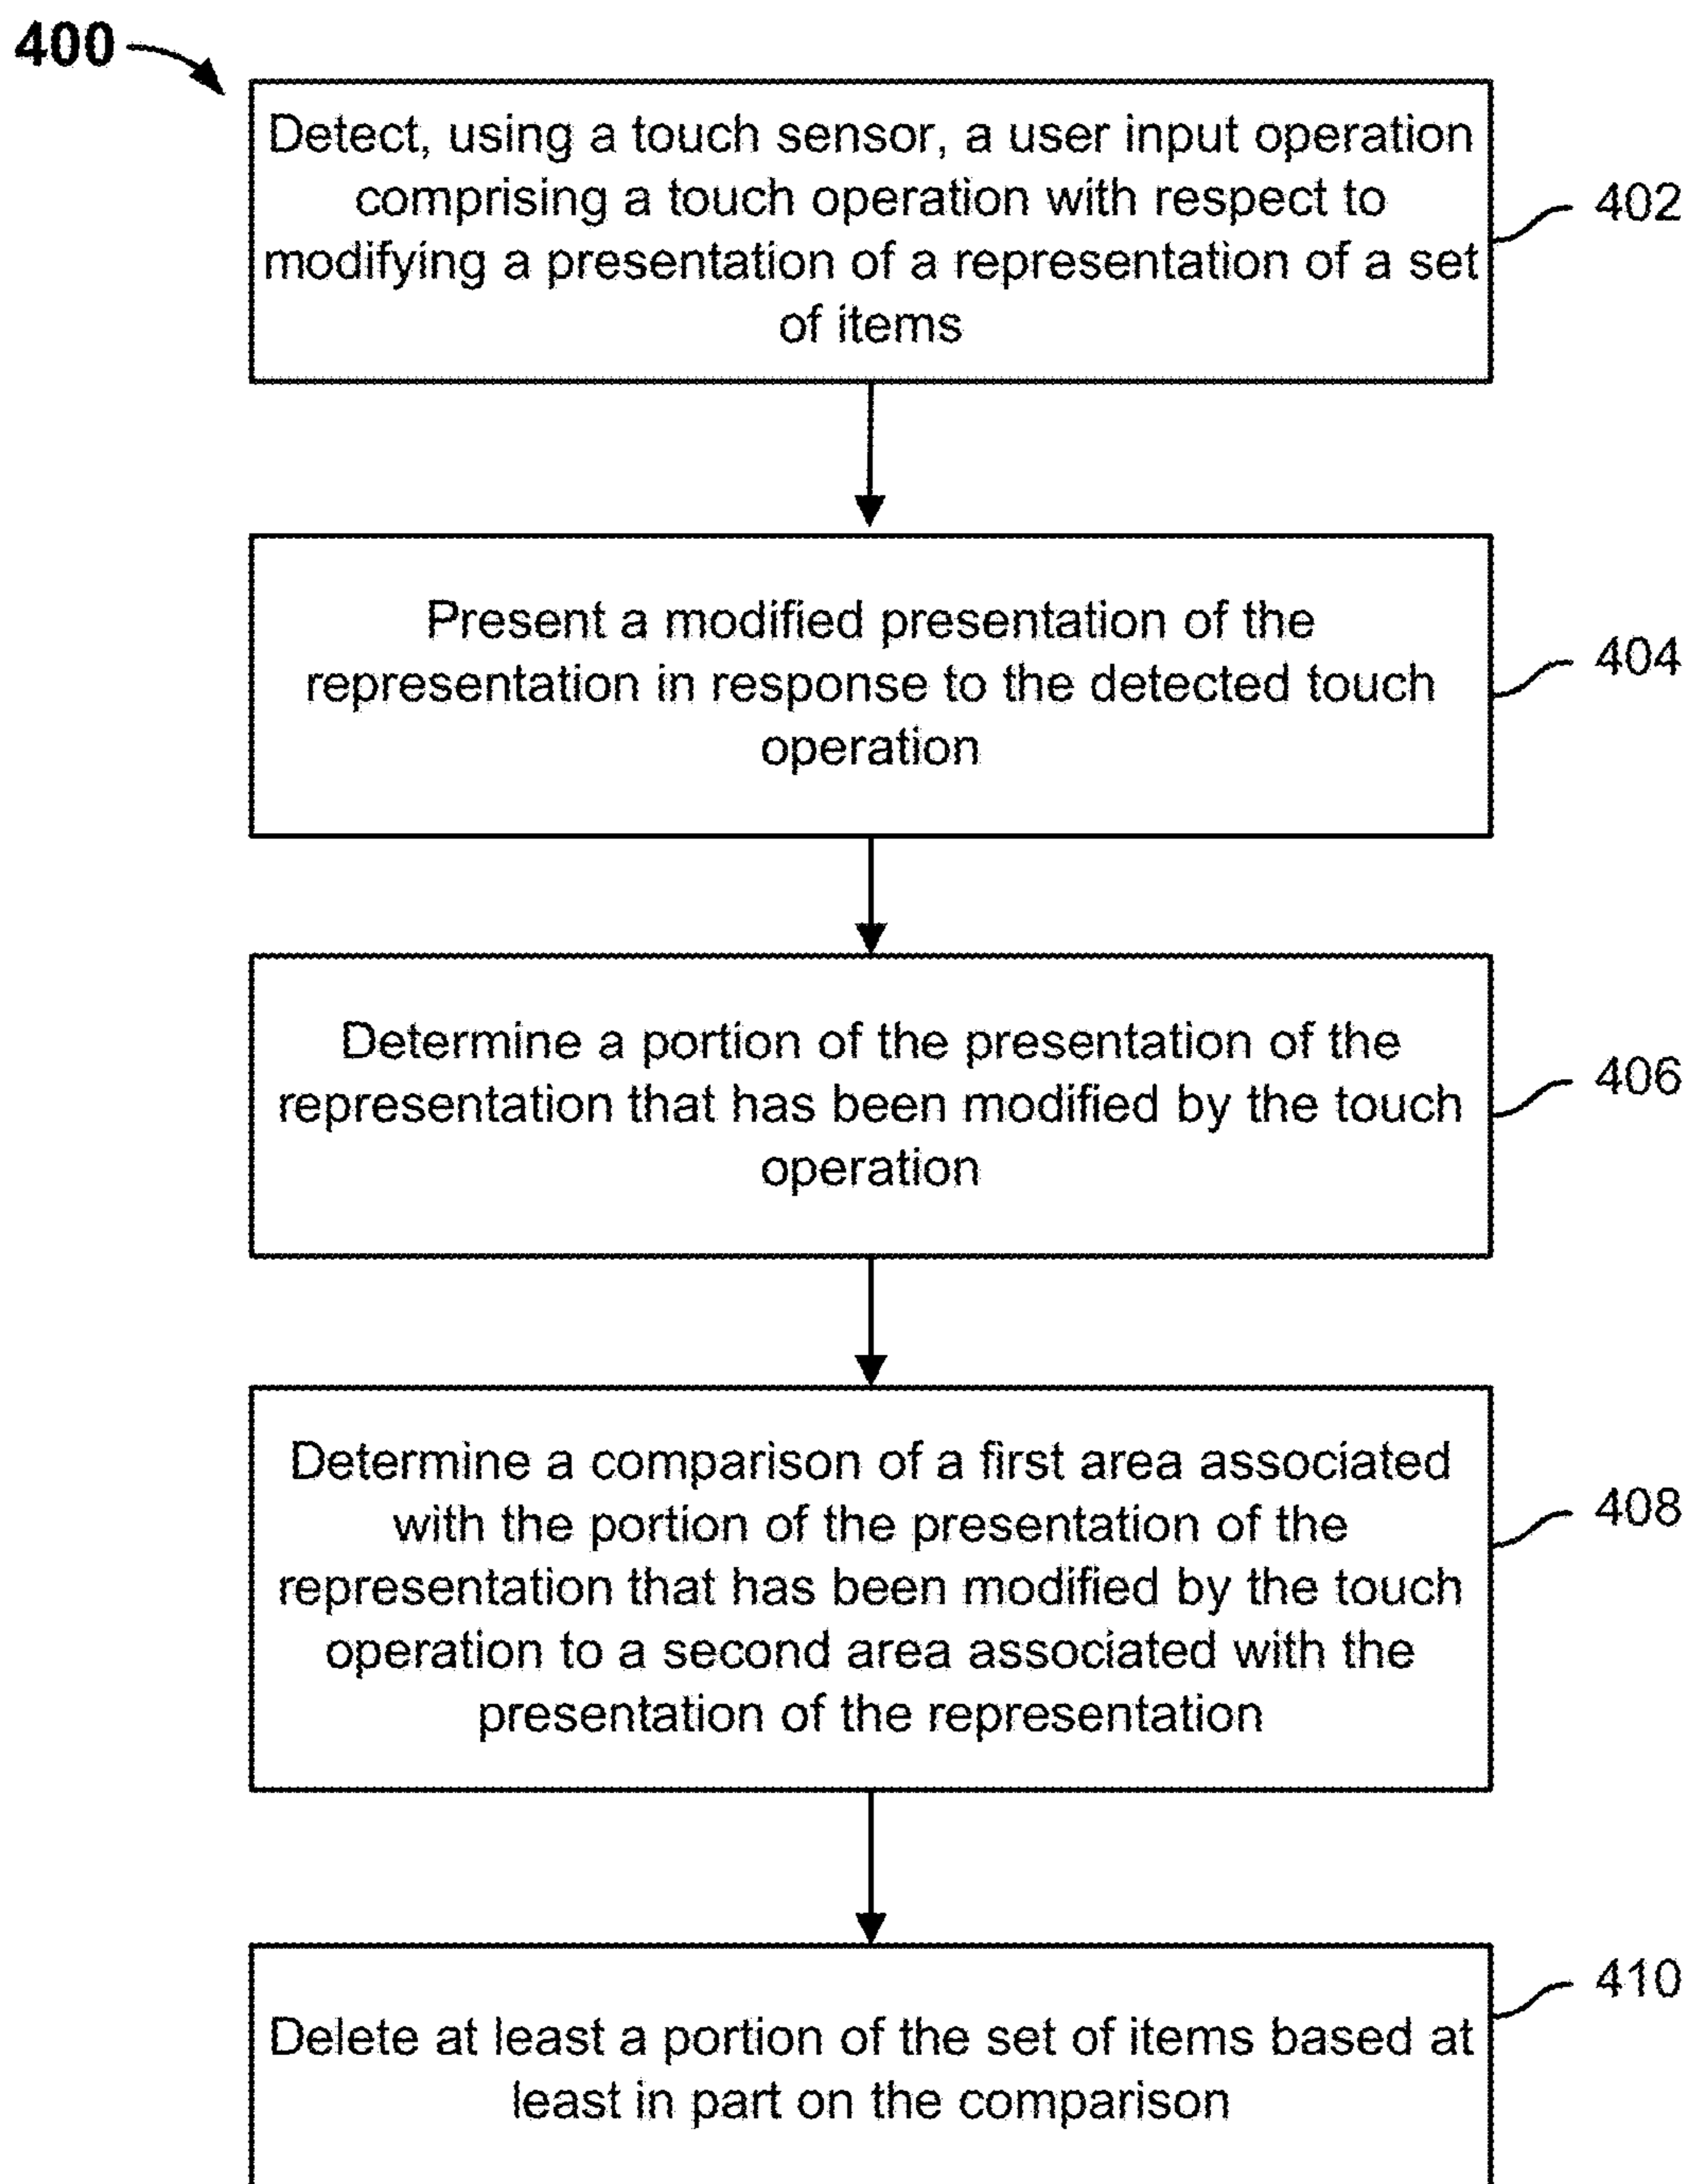 400
Detect, using a touch sensor, a user input operation
comprising a touch operation with respect to
modifying a presentation of a representation of a set
of items
402
Present a modified presentation of the
representation in response to the detected touch
operation
404
Determine a portion of the presentation of the
representation that has been modified by the touch
operation
406
Determine a comparison of a first area associated
with the portion of the presentation of the
representation that has been modified by the touch
operation to a second area associated with the
presentation of the representation
408
Delete at least a portion of the set of items based at
least in part on the comparison
410